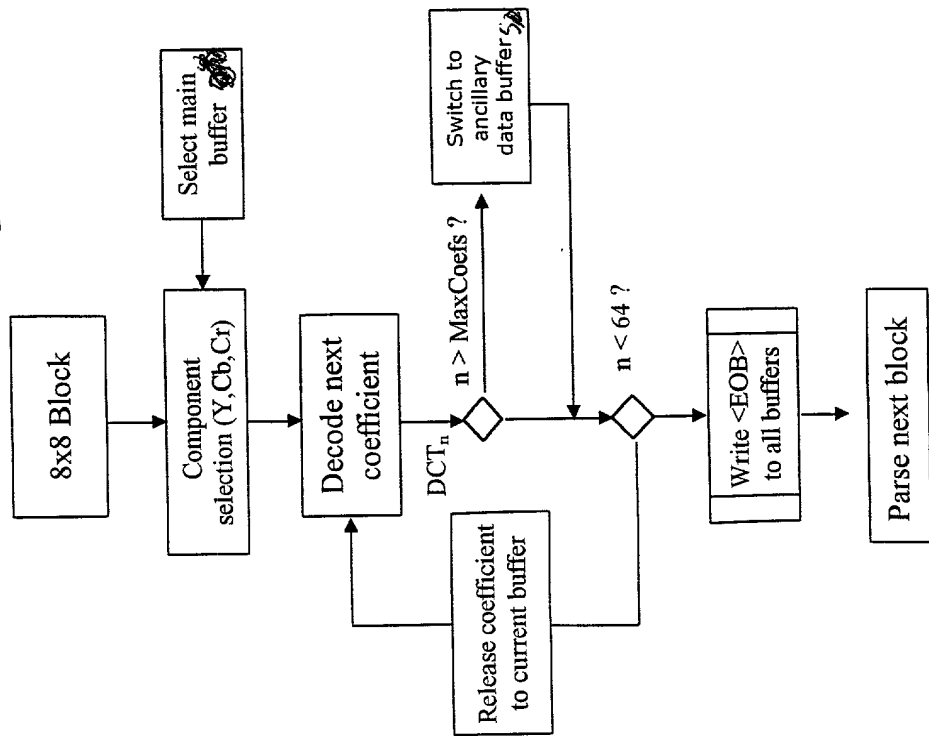 8x8 Block
Select main
buffer
Component
selection (Y,Cb,Cr)
Decode next
coefficient
DCTn
n > MaxCoefs ?
Switch to
ancillary
data buffer
Release coefficient
to current buffer
n < 64 ?
Write <EOB>
to all buffers
Parse next block